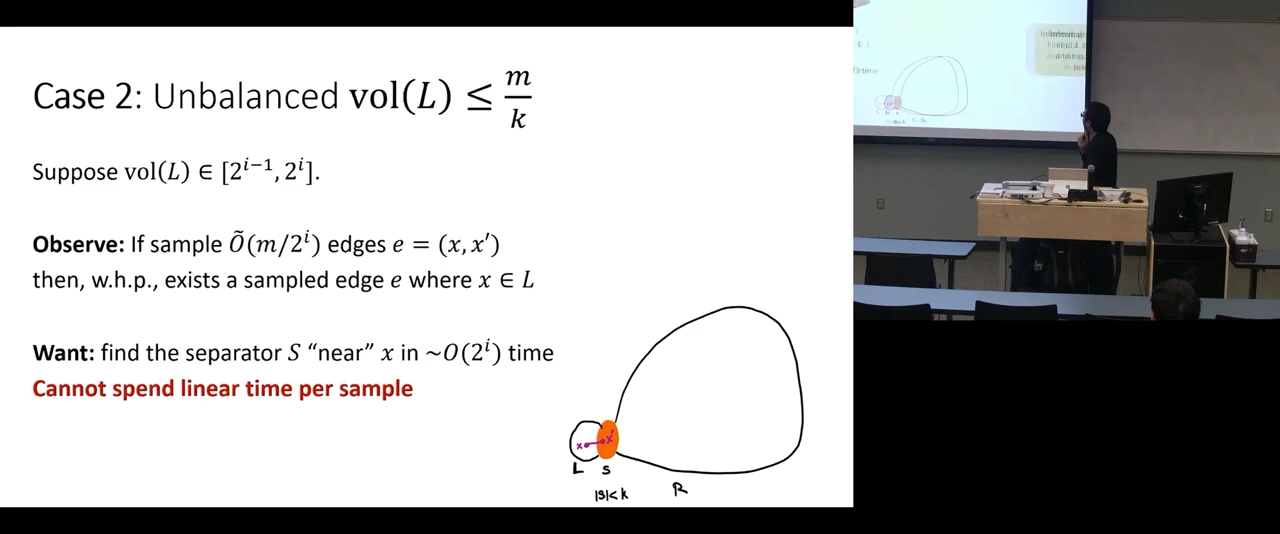 Case 2: Unbalanced vol(L) ≤ m/k
Suppose vol(L) ∈ [2^{i−1}, 2^i].
Observe: If sample Õ(m/2^i) edges e = (x, x′)
then, w.h.p., exists a sampled edge e where x ∈ L
Want: find the separator S “near” x in ~O(2^i) time
Cannot spend linear time per sample
x x'
L S
|S|<k R